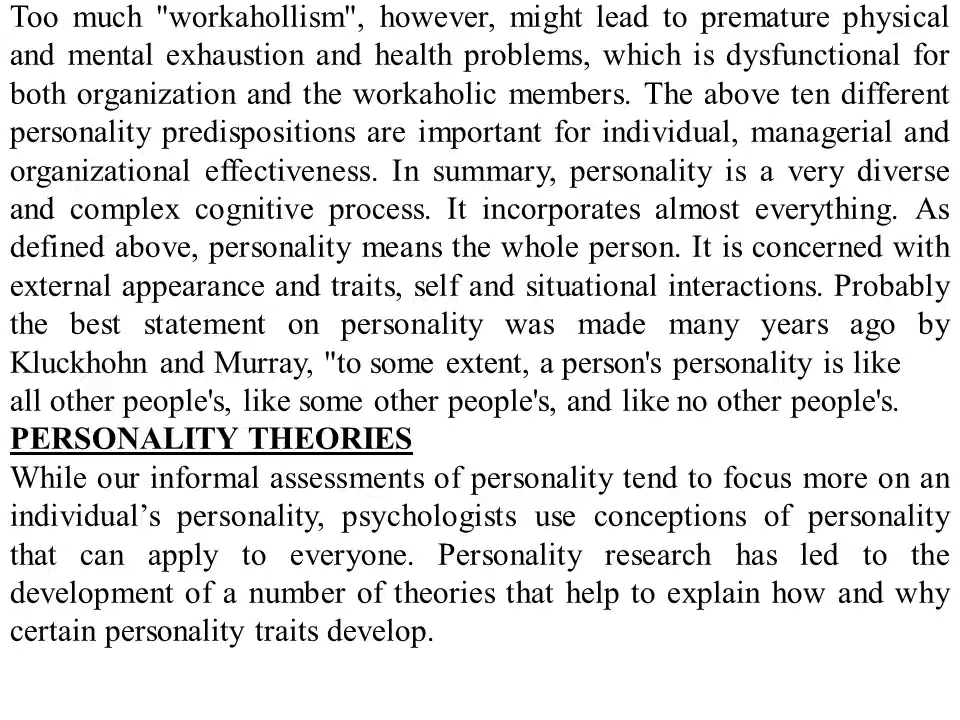 Too much "workahollism", however, might lead to premature physical
and mental exhaustion and health problems, which is dysfunctional for
both organization and the workaholic members. The above ten different
personality predispositions are important for individual, managerial and
organizational effectiveness. In summary, personality is a very diverse
and complex cognitive process. It incorporates almost everything. As
defined above, personality means the whole person. It is concerned with
external appearance and traits, self and situational interactions. Probably
the best statement on personality was made many years ago by
Kluckhohn and Murray, "to some extent, a person's personality is like
all other people's, like some other people's, and like no other people's.
PERSONALITY THEORIES
While our informal assessments of personality tend to focus more on an
individual’s personality, psychologists use conceptions of personality
that can apply to everyone. Personality research has led to the
development of a number of theories that help to explain how and why
certain personality traits develop.